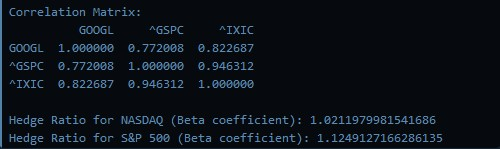 Correlation Matrix:
GOOGL ^GSPC ^IXIC
GOOGL 1.000000 0.772008 0.822687
^GSPC 0.772008 1.000000 0.946312
^IXIC 0.822687 0.946312 1.000000
Hedge Ratio for NASDAQ (Beta coefficient): 1.0211979981541686
Hedge Ratio for S&P 500 (Beta coefficient): 1.1249127166286135